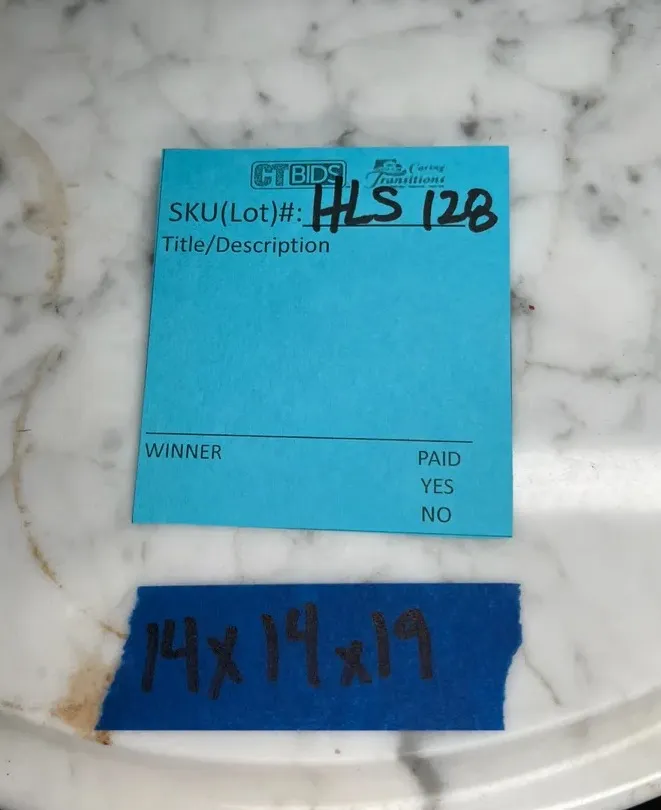 CTBIDS Caring Transitions
SKU(Lot)#: HLS 128
Title/Description
WINNER PAID
YES
NO
14x14x19